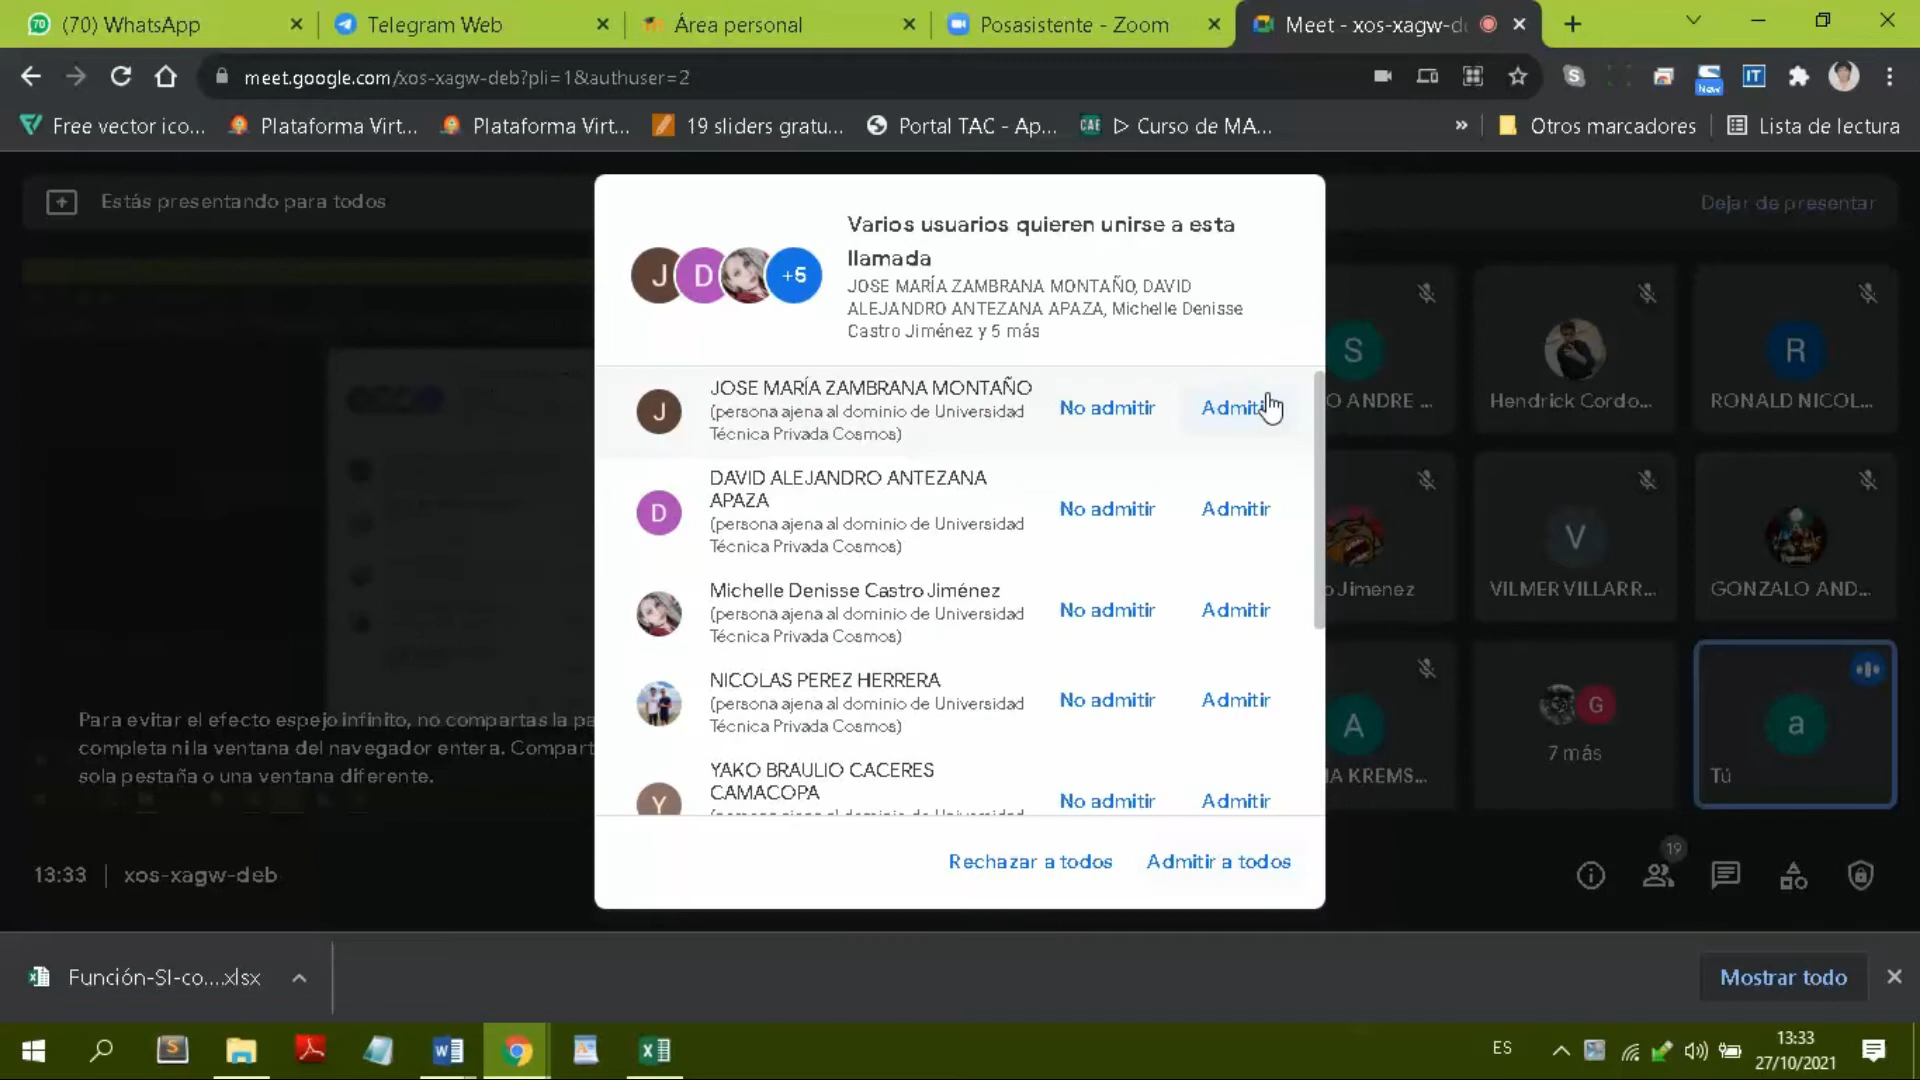 (70) WhatsApp
Telegram Web
Área personal
Posasistente - Zoom
Meet - xos-xagw-d
meet.google.com/xos-xagw-deb?pli=1&authuser=2
New
IT
Free vector ico...
Plataforma Virt...
Plataforma Virt...
19 sliders gratu...
Portal TAC - Ap...
CAE
▷ Curso de MA...
»
Otros marcadores
Lista de lectura
Estás presentando para todos
Dejar de presentar
Varios usuarios quieren unirse a esta
llamada
J D +5
JOSE MARÍA ZAMBRANA MONTAÑO, DAVID
ALEJANDRO ANTEZANA APAZA, Michelle Denisse
Castro Jiménez y 5 más
J
JOSE MARÍA ZAMBRANA MONTAÑO
(persona ajena al dominio de Universidad
Técnica Privada Cosmos)
No admitir
Admitir
D
DAVID ALEJANDRO ANTEZANA
APAZA
(persona ajena al dominio de Universidad
Técnica Privada Cosmos)
No admitir
Admitir
Michelle Denisse Castro Jiménez
(persona ajena al dominio de Universidad
Técnica Privada Cosmos)
No admitir
Admitir
NICOLAS PEREZ HERRERA
(persona ajena al dominio de Universidad
Técnica Privada Cosmos)
No admitir
Admitir
Y
YAKO BRAULIO CACERES
CAMACOPA
No admitir
Admitir
Rechazar a todos
Admitir a todos
S
O ANDRE ...
Hendrick Cordo...
R
RONALD NICOL...
o Jimenez
V
VILMER VILLARR...
GONZALO AND...
A
IA KREMS...
G
7 más
a
Tú
Para evitar el efecto espejo infinito, no compartas la pa
completa ni la ventana del navegador entera. Compart
sola pestaña o una ventana diferente.
13:33 | xos-xagw-deb
19
Función-SI-co....xlsx
Mostrar todo
ES
13:33
27/10/2021